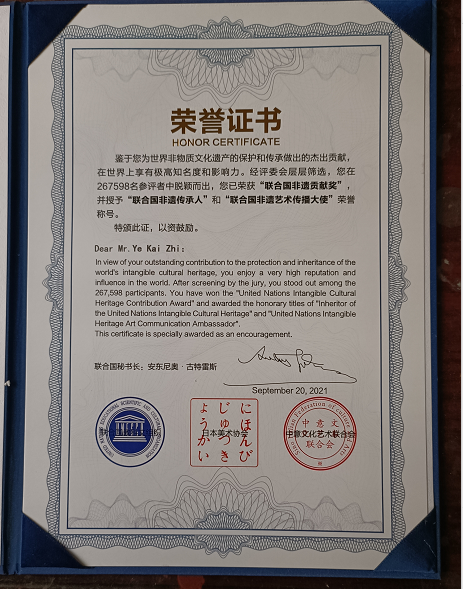 荣誉证书
HONOR CERTIFICATE
鉴于您为世界非物质文化遗产的保护和传承做出的杰出贡献,
在世界上享有极高知名度和影响力。经评委会层层筛选,您在
267598名参评者中脱颖而出,您已荣获“联合国非遗贡献奖”,
并授予“联合国非遗传承人”和“联合国非遗艺术传播大使”荣誉
称号。
特颁此证,以资鼓励。
Dear Mr.Ye Kai Zhi:
In view of your outstanding contribution to the protection and inheritance of the
world's intangible cultural heritage, you enjoy a very high reputation and
influence in the world. After screening by the jury, you stood out among the
267,598 participants. You have won the "United Nations Intangible Cultural
Heritage Contribution Award" and awarded the honorary titles of "Inheritor of
the United Nations Intangible Cultural Heritage" and "United Nations Intangible
Heritage Art Communication Ambassador".
This certificate is specially awarded as an encouragement.
联合国秘书长:安东尼奥·古特雷斯
September 20, 2021
日本美术协会
にほんび
じゅつき
ょうかい
中意文化艺术联合会
中意文
联合会